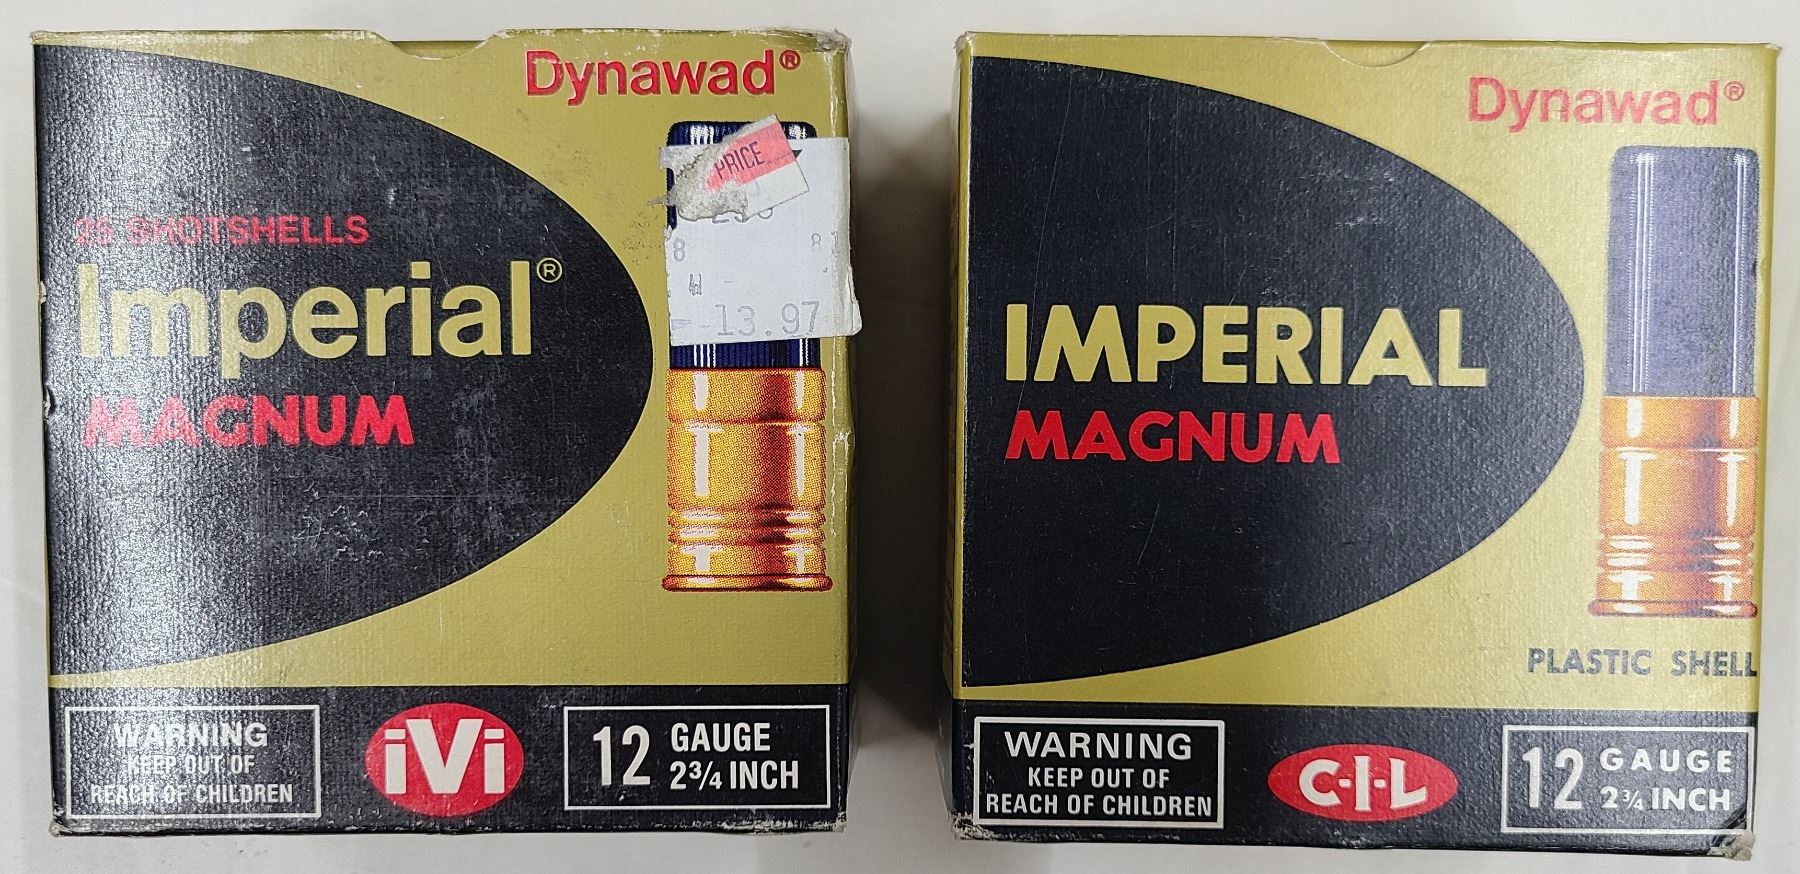 Dynawad®
PRICE
8
13.97
25 SHOTSHELLS
Imperial®
MAGNUM
WARNING
KEEP OUT OF
REACH OF CHILDREN
iVi
12 GAUGE
2¾ INCH
Dynawad®
IMPERIAL
MAGNUM
PLASTIC SHELL
WARNING
KEEP OUT OF
REACH OF CHILDREN
C-I-L
12 GAUGE
2¾ INCH